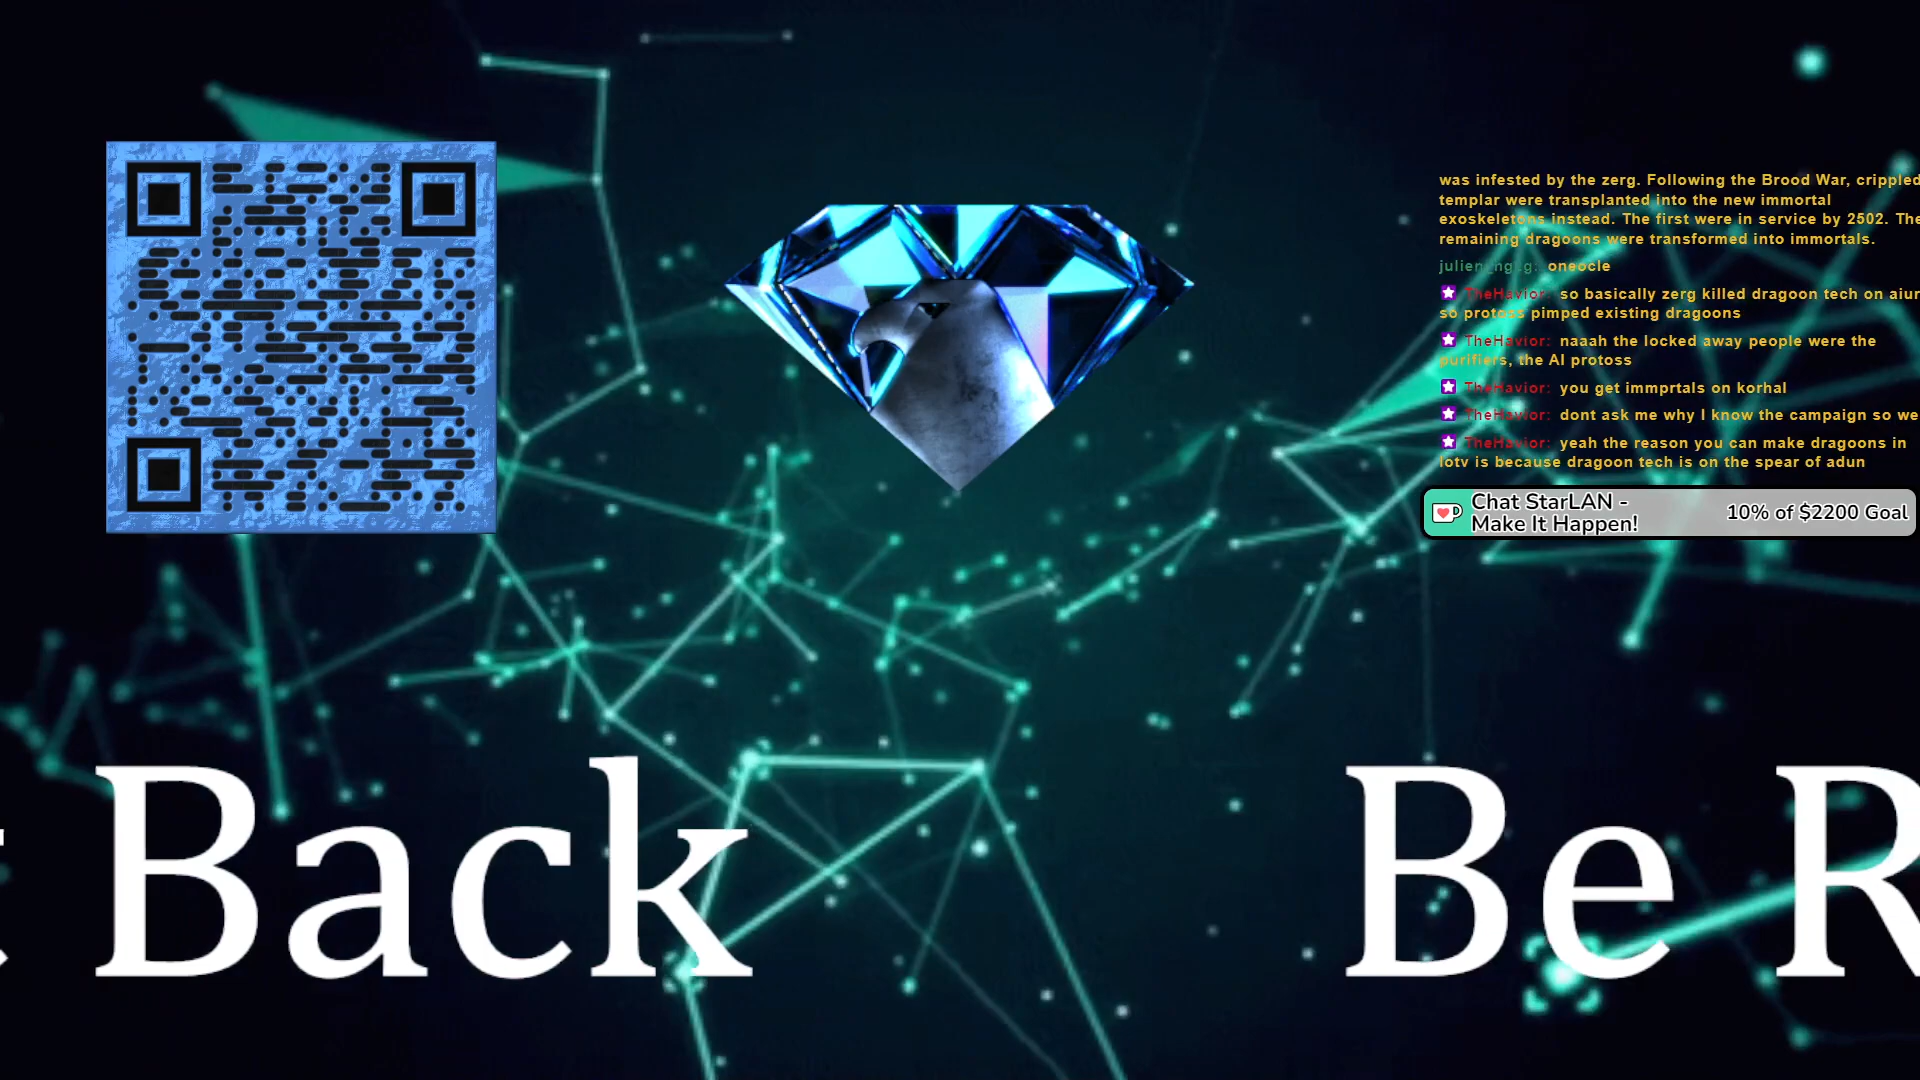 was infested by the zerg. Following the Brood War, crippled
templar were transplanted into the new immortal
exoskeletons instead. The first were in service by 2502. The
remaining dragoons were transformed into immortals.
oneocle
TheHavior: so basically zerg killed dragoon tech on aiur
so protoss pimped existing dragoons
TheHavior: naaah the locked away people were the
purifiers, the AI protoss
TheHavior: you get immprtals on korhal
TheHavior: dont ask me why I know the campaign so we
TheHavior: yeah the reason you can make dragoons in
lotv is because dragoon tech is on the spear of adun
Chat StarLAN -
Make It Happen!
10% of $2200 Goal
Back Be R